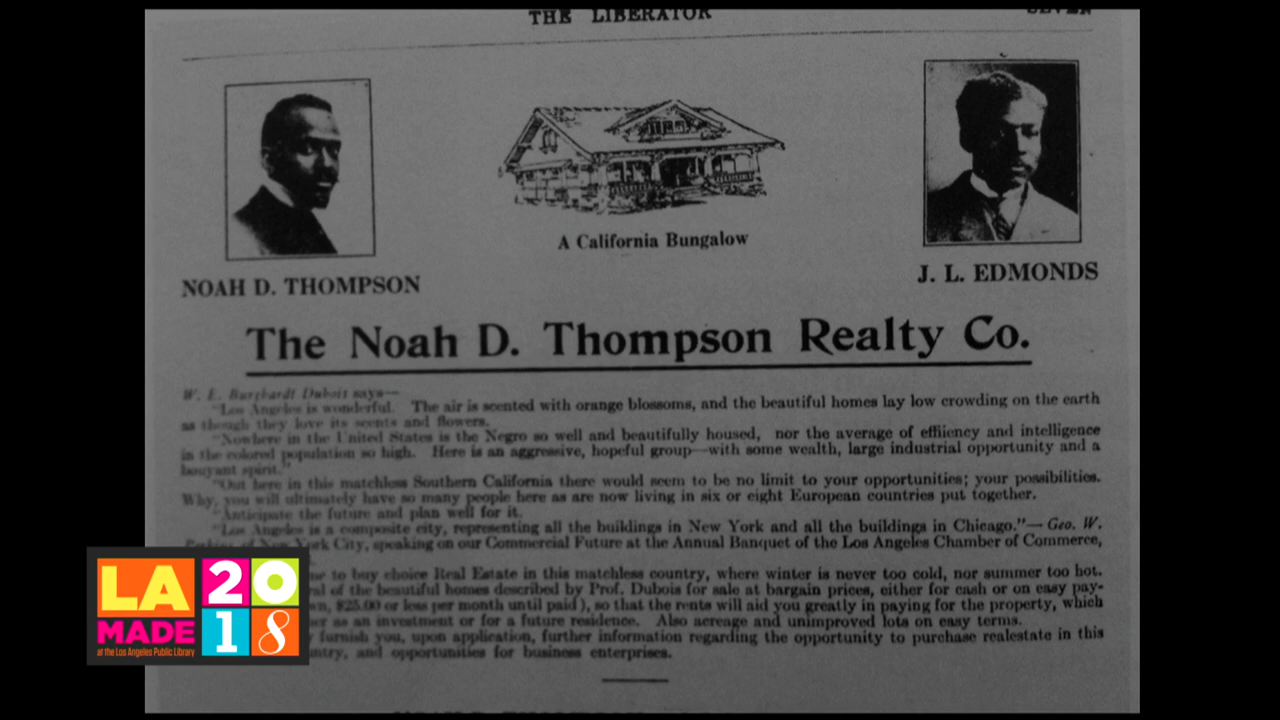 THE LIBERATOR
SEVEN
A California Bungalow
NOAH D. THOMPSON
J. L. EDMONDS
The Noah D. Thompson Realty Co.
W. E. Burghardt Dubois says—
"Los Angeles is wonderful. The air is scented with orange blossoms, and the beautiful homes lay low crowding on the earth
as though they love its scents and flowers.
"Nowhere in the United States is the Negro so well and beautifully housed, nor the average of effiiency and intelligence
in the colored population so high. Here is an aggressive, hopeful group—with some wealth, large industrial opportunity and a
bouyant spirit."
"Out here in this matchless Southern California there would seem to be no limit to your opportunities; your possibilities.
Why, you will ultimately have so many people here as are now living in six or eight European countries put together.
"Anticipate the future and plan well for it.
"Los Angeles is a composite city, representing all the buildings in New York and all the buildings in Chicago."— Geo. W.
of New York City, speaking on our Commercial Future at the Annual Banquet of the Los Angeles Chamber of Commerce,
to buy choice Real Estate in this matchless country, where winter is never too cold, nor summer too hot.
of the beautiful homes described by Prof. Dubois for sale at bargain prices, either for cash or on easy pay-
$25.00 or less per month until paid), so that the rents will aid you greatly in paying for the property, which
as an investment or for a future residence. Also acreage and unimproved lots on easy terms.
furnish you, upon application, further information regarding the opportunity to purchase realestate in this
and opportunities for business enterprises.
LA
MADE
at the Los Angeles Public Library
20
18